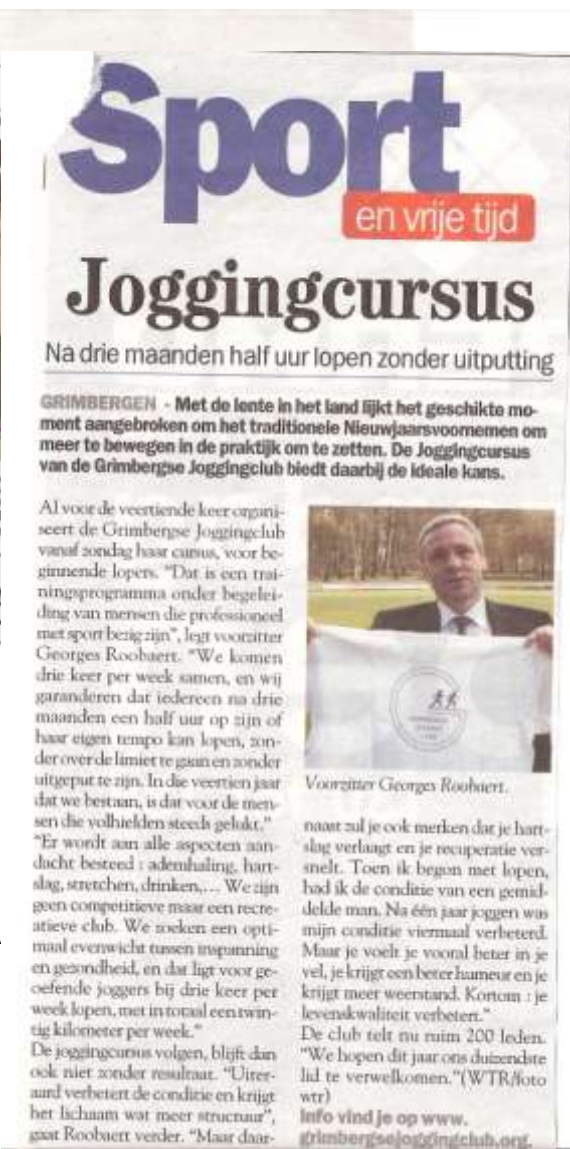 Sport
en vrije tijd
Joggingcursus
Na drie maanden half uur lopen zonder uitputting
GRIMBERGEN - Met de lente in het land lijkt het geschikte mo-
ment aangebroken om het traditionele Nieuwjaarsvoornemen om
meer te bewegen in de praktijk om te zetten. De Joggingcursus
van de Grimbergse Joggingclub biedt daarbij de ideale kans.
Al voor de veertiende keer organi-
seert de Grimbergse Joggingclub
vanaf zondag haar cursus, voor be-
ginnende lopers. "Dat is een trai-
ningsprogramma onder begelei-
ding van mensen die professioneel
met sport bezig zijn", legt voorzitter
Georges Roobaert. "We komen
drie keer per week samen, en wij
garanderen dat iedereen na drie
maanden een half uur op zijn of
haar eigen tempo kan lopen, zon-
der over de limiet te gaan en zonder
uitgeput te zijn. In die veertien jaar
dat we bestaan, is dat voor de men-
sen die volhielden steeds gelukt."
"Er wordt aan alle aspecten aan-
dacht besteed : ademhaling, hart-
slag, stretchen, drinken,... We zijn
geen competitieve maar een recre-
atieve club. We zoeken een opti-
maal evenwicht tussen inspanning
en gezondheid, en dat ligt voor ge-
oefende joggers bij drie keer per
week lopen, met in totaal een twin-
tig kilometer per week."
De joggingcursus volgen, blijft dan
ook niet zonder resultaat. "Uiter-
aard verbetert de conditie en krijgt
het lichaam wat meer structuur",
gaat Roobaert verder. "Maar daar-
Voorzitter Georges Roobaert.
naast zul je ook merken dat je hart-
slag verlaagt en je recuperatie ver-
snelt. Toen ik begon met lopen,
had ik de conditie van een gemid-
delde man. Na één jaar joggen was
mijn conditie viermaal verbeterd.
Maar je voelt je vooral beter in je
vel, je krijgt een beter humeur en je
krijgt meer weerstand. Kortom : je
levenskwaliteit verbetert."
De club telt nu ruim 200 leden.
"We hopen dit jaar ons duizendste
lid te verwelkomen."(WTR/foto
wtr)
Info vind je op www.
grimbergsejoggingclub.org.